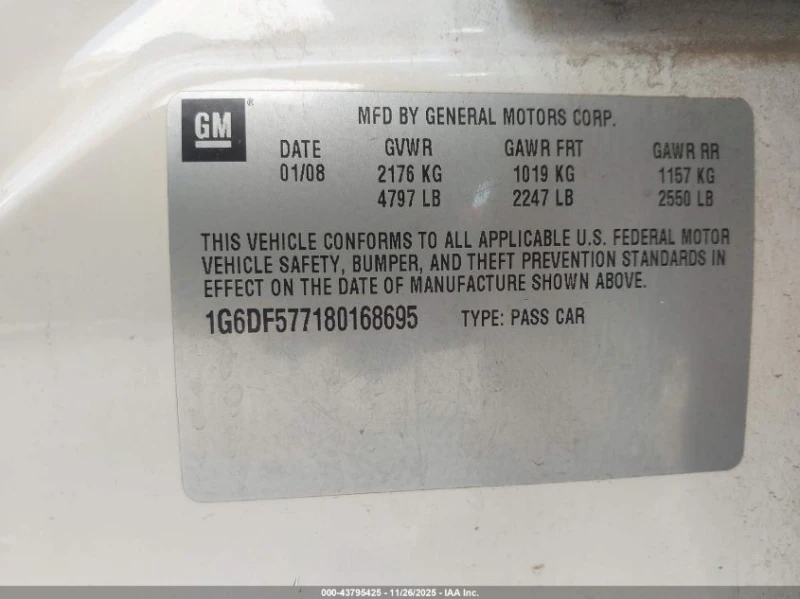 GM®
MFD BY GENERAL MOTORS CORP.
DATE GVWR GAWR FRT GAWR RR
01/08 2176 KG 1019 KG 1157 KG
4797 LB 2247 LB 2550 LB
THIS VEHICLE CONFORMS TO ALL APPLICABLE U.S. FEDERAL MOTOR
VEHICLE SAFETY, BUMPER, AND THEFT PREVENTION STANDARDS IN
EFFECT ON THE DATE OF MANUFACTURE SHOWN ABOVE.
1G6DF577180168695 TYPE: PASS CAR
000-43795425 - 11/26/2025 - IAA Inc.